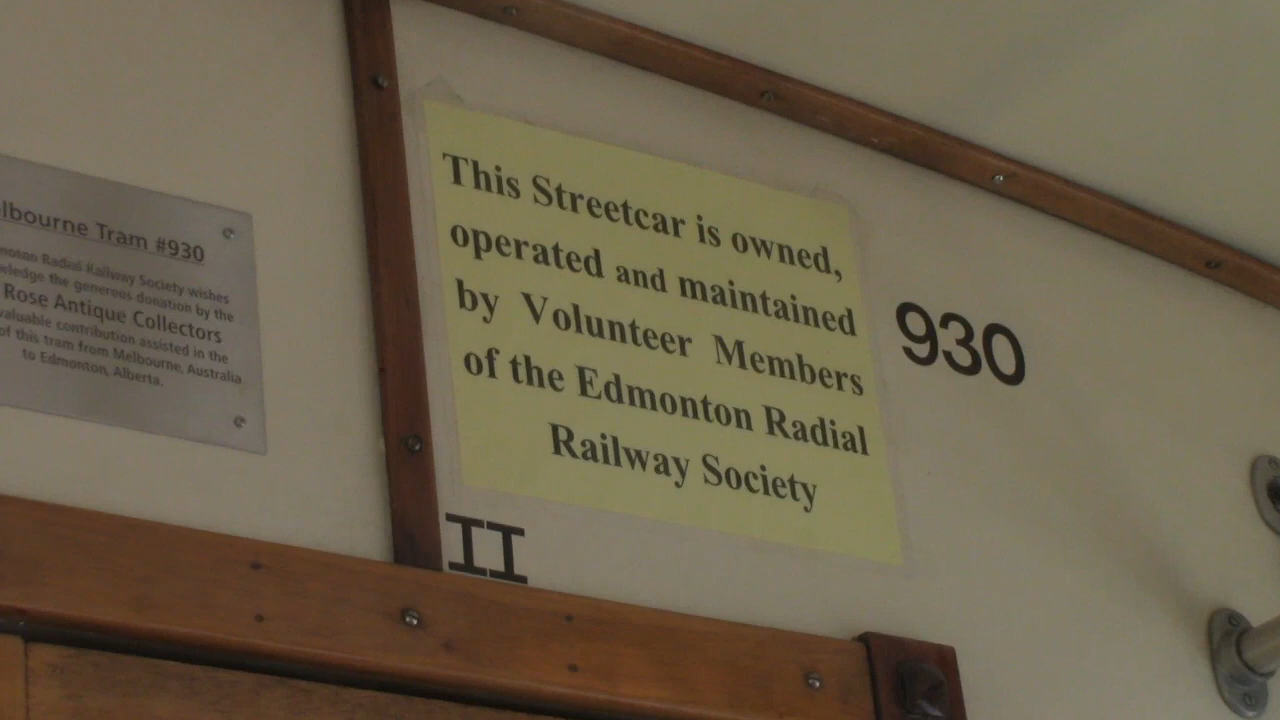 lbourne Tram #930
Radial Railway Society wishes
ledge the generous donation by the
Rose Antique Collectors
valuable contribution assisted in the
of this tram from Melbourne, Australia
to Edmonton, Alberta.
This Streetcar is owned,
operated and maintained
by Volunteer Members
of the Edmonton Radial
Railway Society
930
II